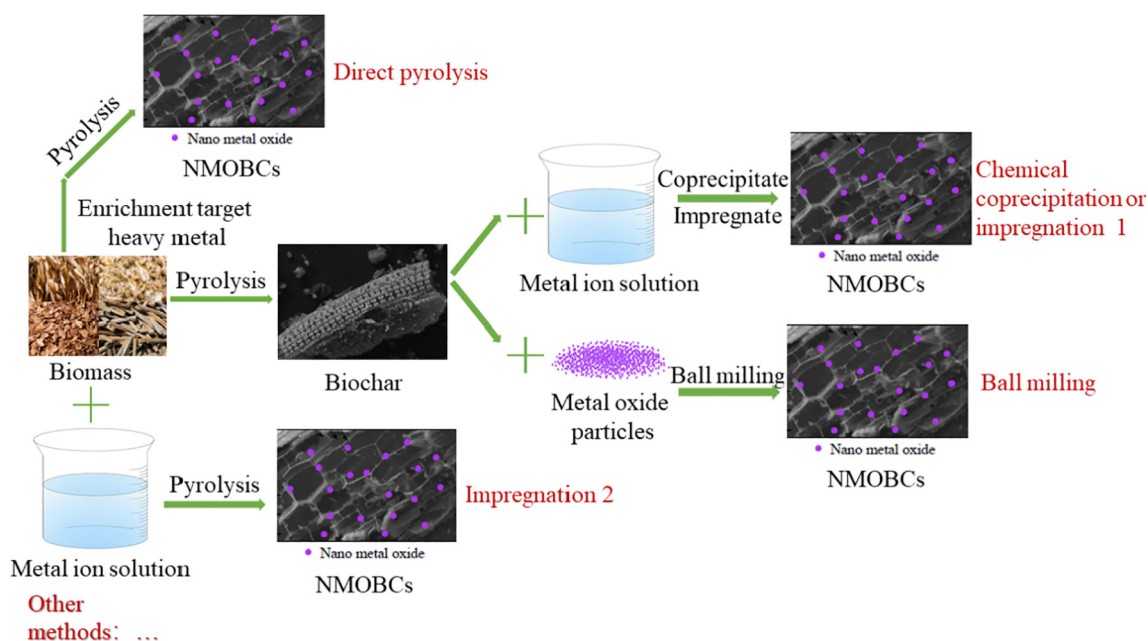 Pyrolysis
Direct pyrolysis
Nano metal oxide
NMOBCs
Enrichment target
heavy metal
Biomass
Pyrolysis
Biochar
Metal ion solution
Coprecipitate
Impregnate
Nano metal oxide
NMOBCs
Chemical
coprecipitation or
impregnation 1
Metal oxide
particles
Ball milling
Nano metal oxide
NMOBCs
Ball milling
Metal ion solution
Pyrolysis
Nano metal oxide
NMOBCs
Impregnation 2
Other
methods: ...